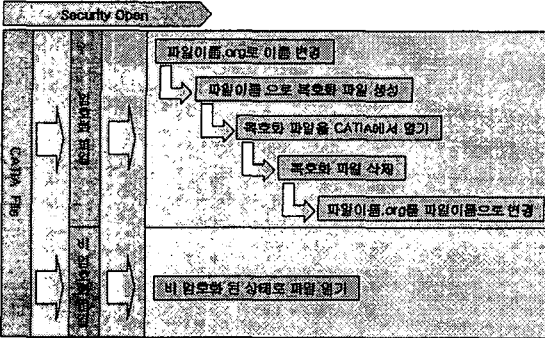 Security Open
CATIA File
파일이름.org로 이름 변경
파일이름 으로 복호화 파일 생성
복호화 파일을 CATIA에서 열기
복호화 파일 삭제
파일이름.org를 파일이름으로 변경
비 암호화 된 상태로 파일 열기